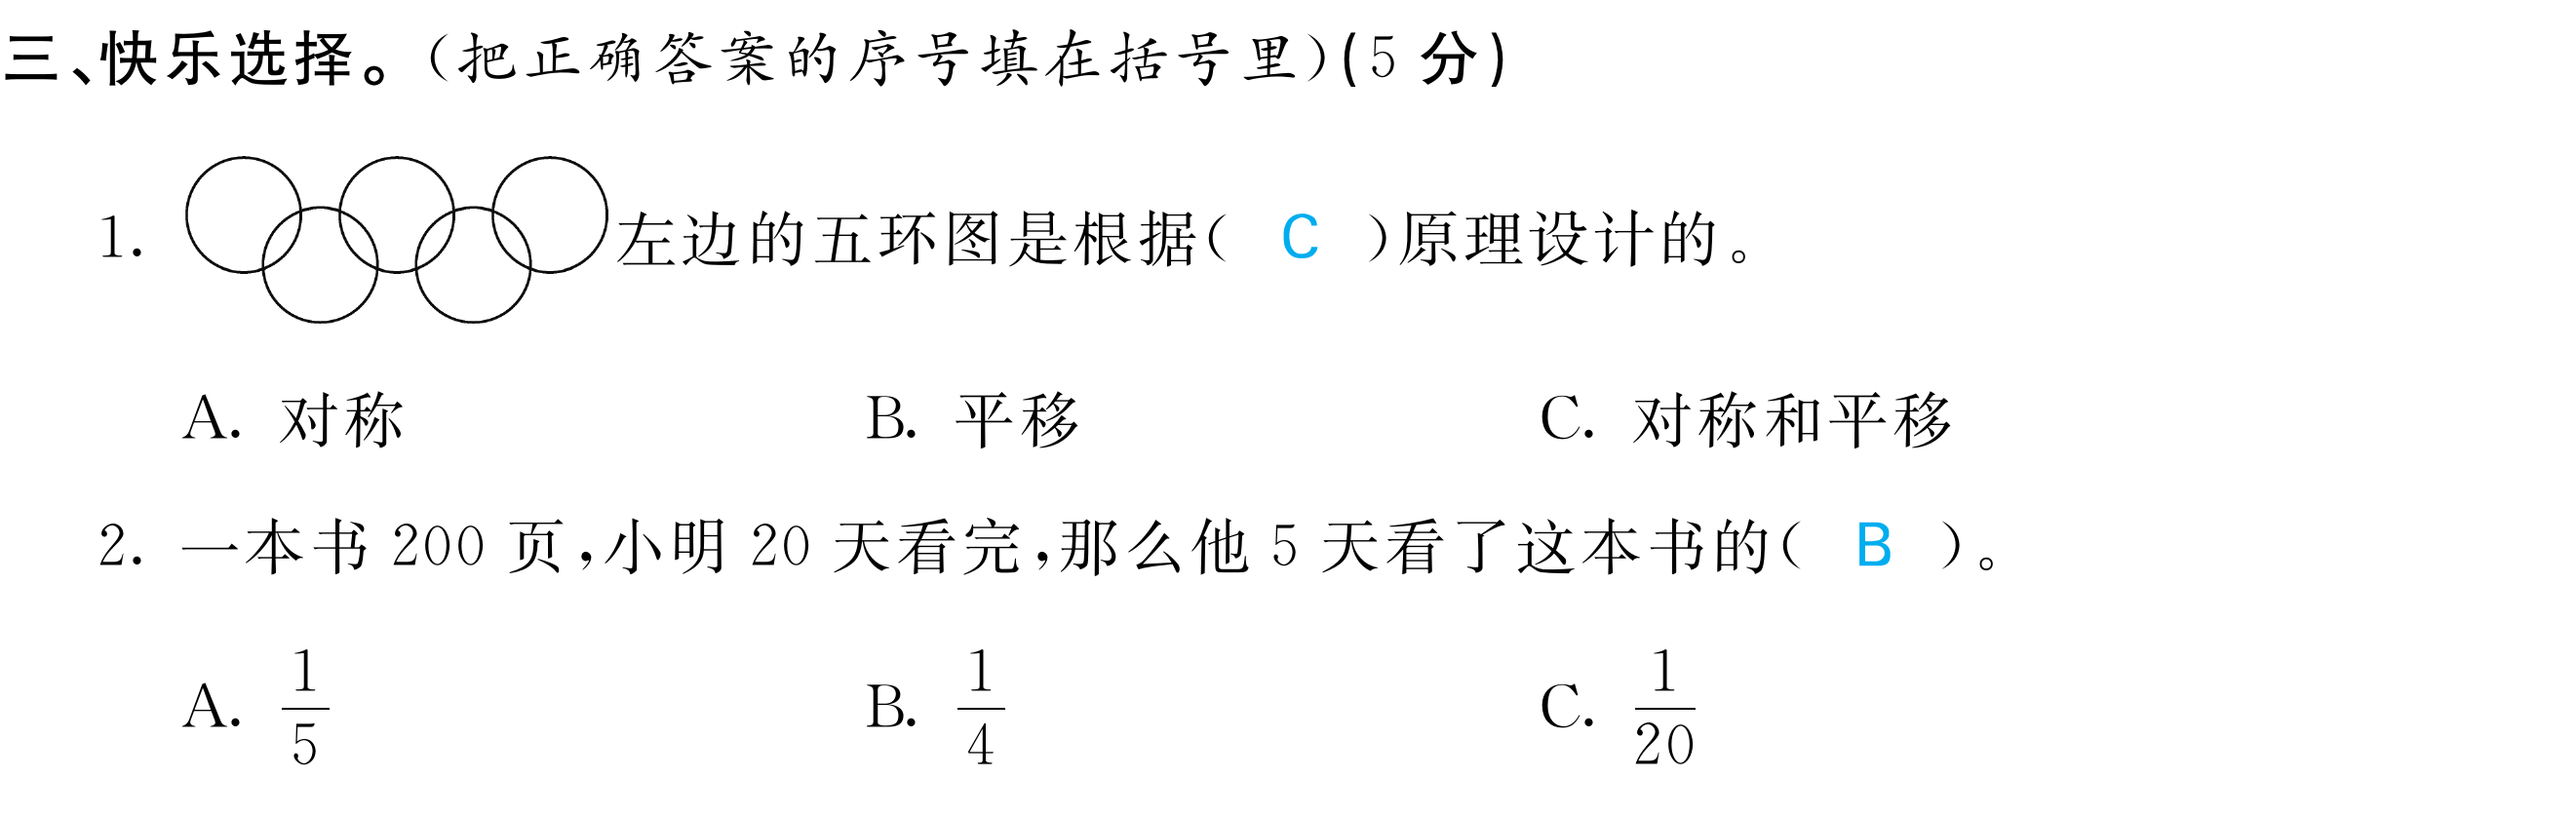 三、快乐选择。(把正确答案的序号填在括号里)(5 分)
1. 左边的五环图是根据( C )原理设计的。
A. 对称 B. 平移 C. 对称和平移
2. 一本书 200 页,小明 20 天看完,那么他 5 天看了这本书的( B )。
A. 1/5 B. 1/4 C. 1/20